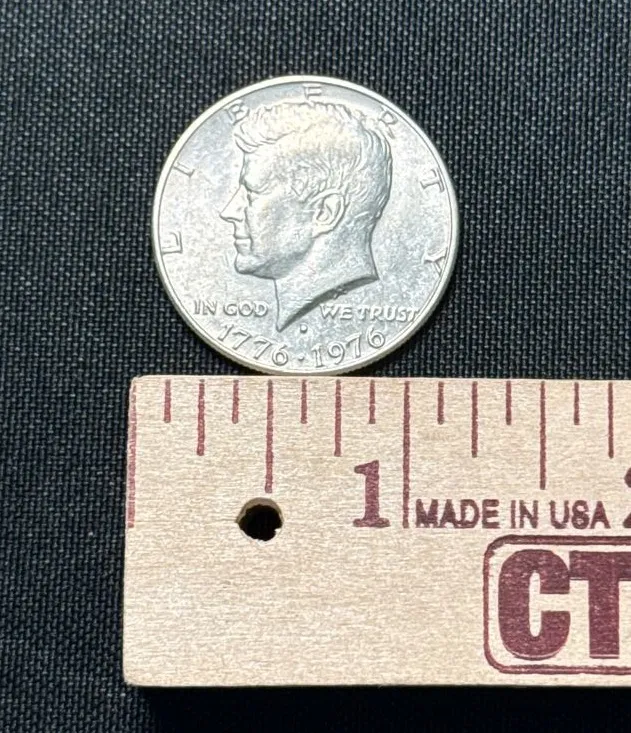 LIBERTY
IN GOD WE TRUST
1776 · 1976
1
MADE IN USA
CT